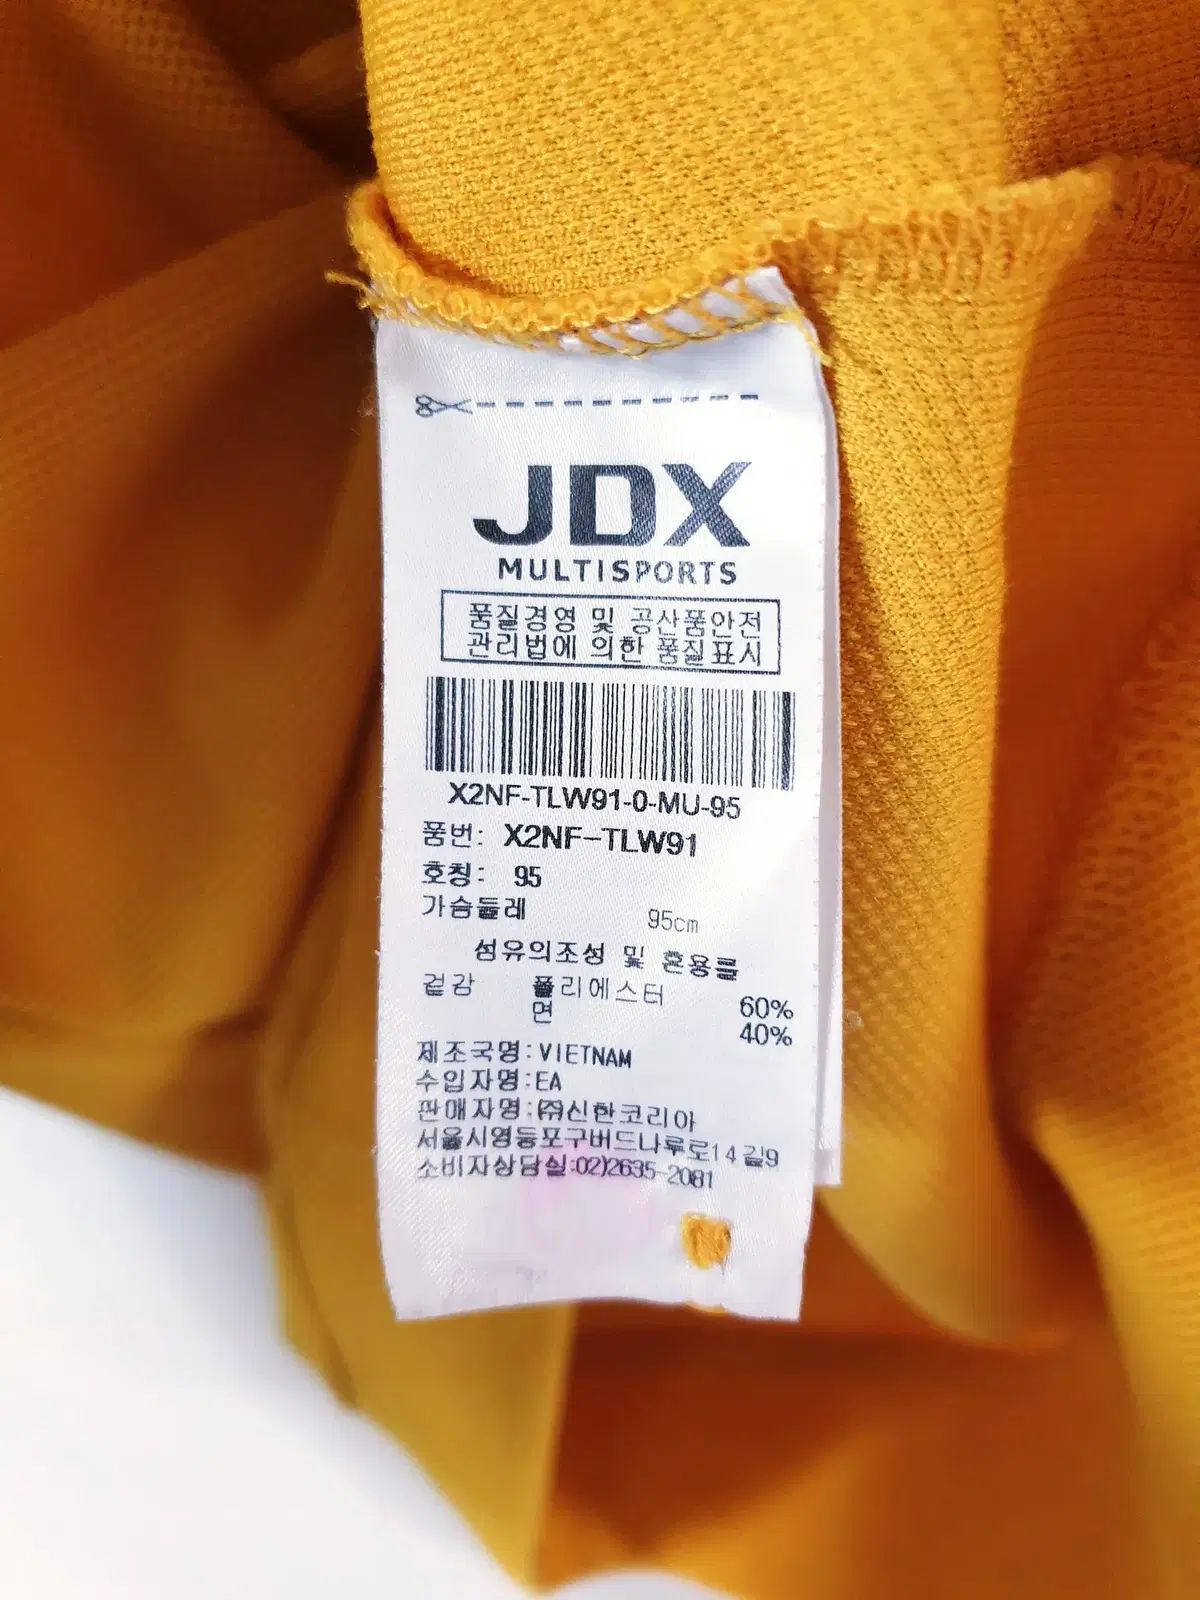 JDX
MULTISPORTS
품질경영 및 공산품안전
관리법에 의한 품질표시
X2NF-TLW91-0-MU-95
품번: X2NF-TLW91
호칭: 95
가슴둘레 95cm
섬유의조성 및 혼용률
겉감 폴리에스터 60%
면 40%
제조국명:VIETNAM
수입자명:EA
판매자명:㈜신한코리아
서울시영등포구버드나루로14길9
소비자상담실:02)2635-2081